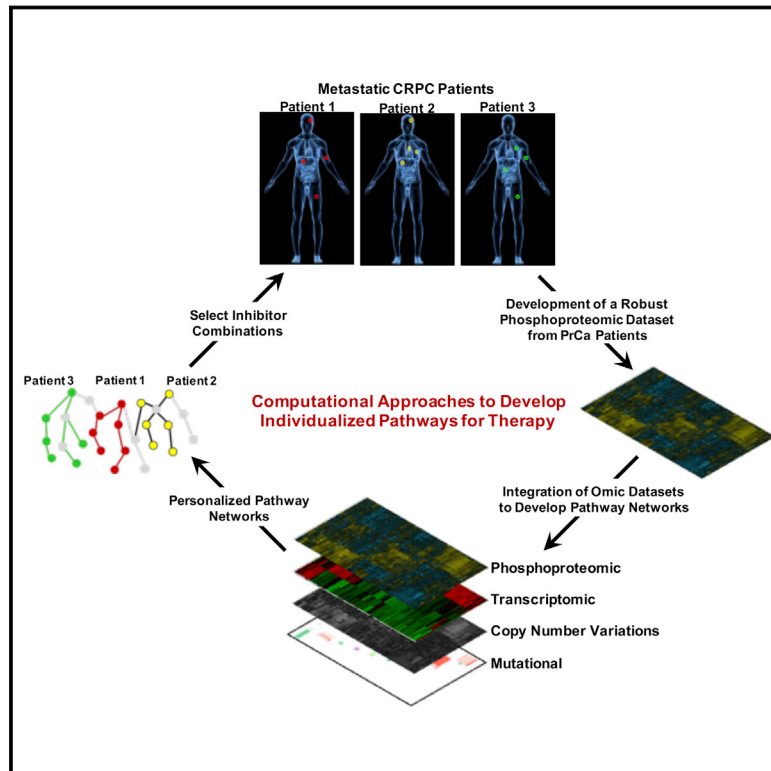 Metastatic CRPC Patients
Patient 1
Patient 2
Patient 3
Development of a Robust
Phosphoproteomic Dataset
from PrCa Patients
Select Inhibitor
Combinations
Patient 3
Patient 1
Patient 2
Computational Approaches to Develop
Individualized Pathways for Therapy
Integration of Omic Datasets
to Develop Pathway Networks
Personalized Pathway
Networks
Phosphoproteomic
Transcriptomic
Copy Number Variations
Mutational